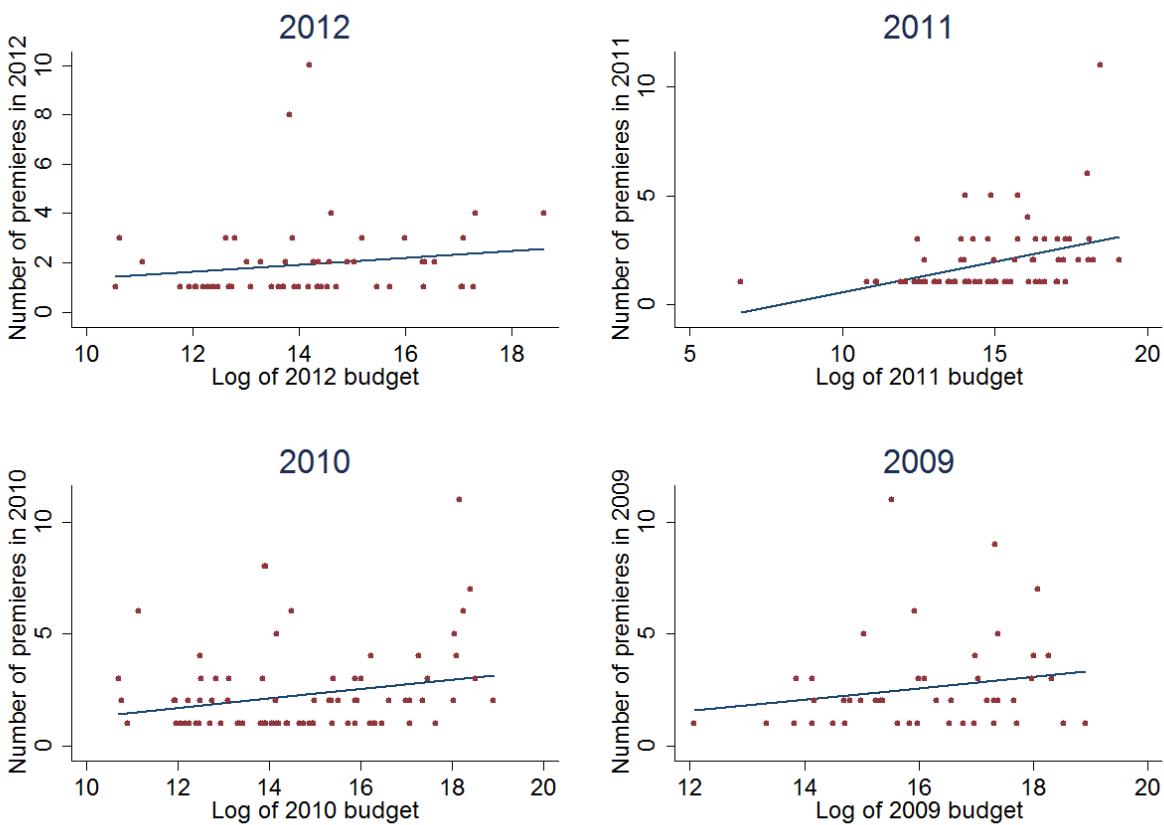 2012
Number of premieres in 2012
10
8
6
4
2
0
10 12 14 16 18
Log of 2012 budget
2011
Number of premieres in 2011
10
5
0
5 10 15 20
Log of 2011 budget
2010
Number of premieres in 2010
10
5
0
10 12 14 16 18 20
Log of 2010 budget
2009
Number of premieres in 2009
10
5
0
12 14 16 18 20
Log of 2009 budget